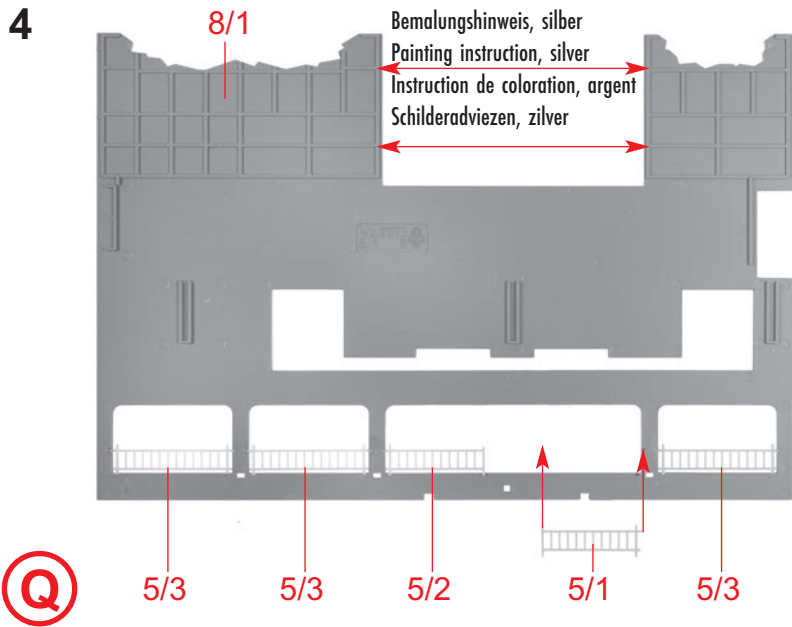 4
8/1
Bemalungshinweis, silber
Painting instruction, silver
Instruction de coloration, argent
Schilderadviezen, zilver
5/3
5/3
5/2
5/1
5/3
Q